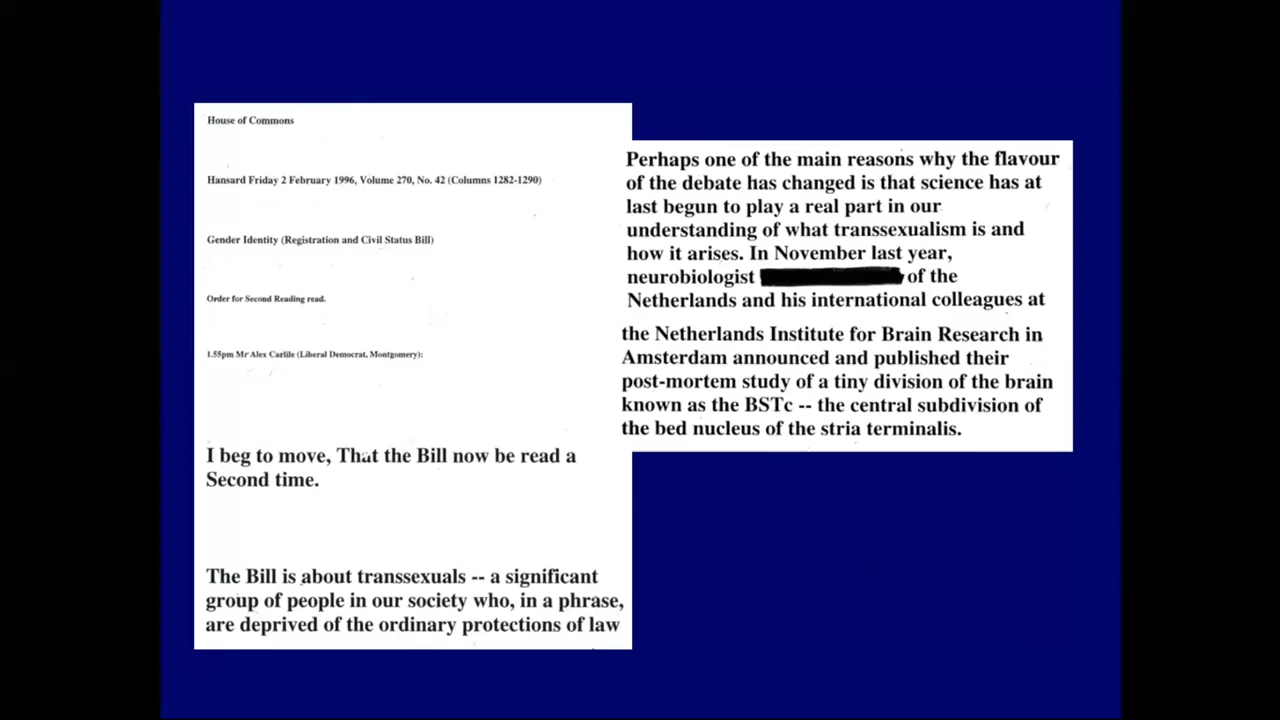 House of Commons
Hansard Friday 2 February 1996, Volume 270, No. 42 (Columns 1282-1290)
Gender Identity (Registration and Civil Status Bill)
Order for Second Reading read.
1.55pm Mr Alex Carlile (Liberal Democrat, Montgomery):
I beg to move, That the Bill now be read a
Second time.
The Bill is about transsexuals -- a significant
group of people in our society who, in a phrase,
are deprived of the ordinary protections of law
Perhaps one of the main reasons why the flavour
of the debate has changed is that science has at
last begun to play a real part in our
understanding of what transsexualism is and
how it arises. In November last year,
neurobiologist of the
Netherlands and his international colleagues at
the Netherlands Institute for Brain Research in
Amsterdam announced and published their
post-mortem study of a tiny division of the brain
known as the BSTc -- the central subdivision of
the bed nucleus of the stria terminalis.